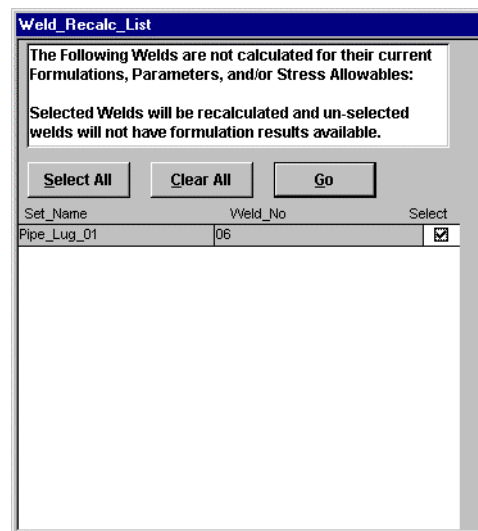 Weld_Recalc_List
The Following Welds are not calculated for their current
Formulations, Parameters, and/or Stress Allowables:
Selected Welds will be recalculated and un-selected
welds will not have formulation results available.
Select All Clear All Go
Set_Name Weld_No Select
Pipe_Lug_01 06